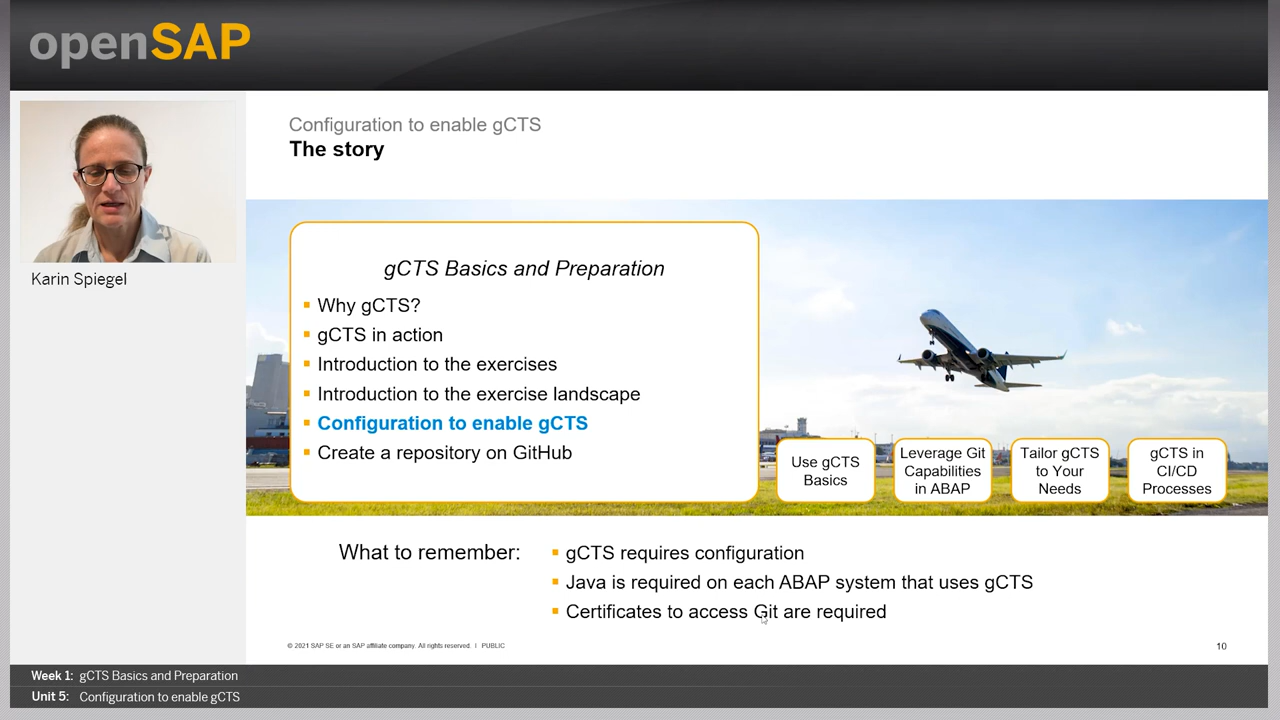 openSAP
Karin Spiegel
Configuration to enable gCTS
The story
gCTS Basics and Preparation
Why gCTS?
gCTS in action
Introduction to the exercises
Introduction to the exercise landscape
Configuration to enable gCTS
Create a repository on GitHub
Use gCTS
Basics
Leverage Git
Capabilities
in ABAP
Tailor gCTS
to Your
Needs
gCTS in
CI/CD
Processes
What to remember:
gCTS requires configuration
Java is required on each ABAP system that uses gCTS
Certificates to access Git are required
© 2021 SAP SE or an SAP affiliate company. All rights reserved. | PUBLIC
10
Week 1: gCTS Basics and Preparation
Unit 5: Configuration to enable gCTS